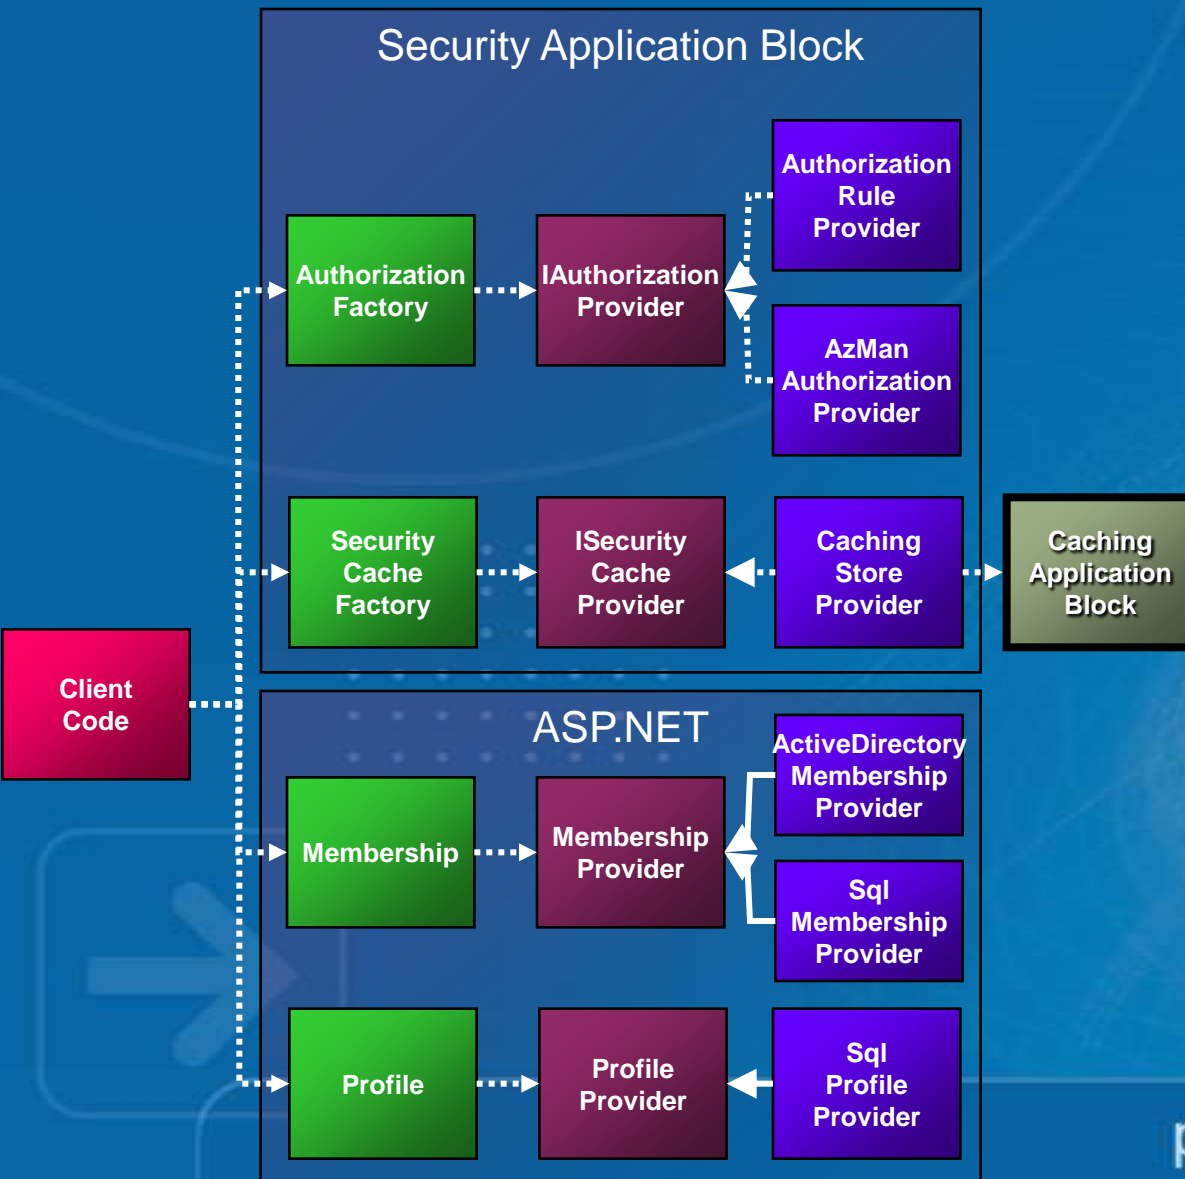 Security Application Block
Authorization
Rule
Provider
Authorization
Factory
IAuthorization
Provider
AzMan
Authorization
Provider
Security
Cache
Factory
ISecurity
Cache
Provider
Caching
Store
Provider
Caching
Application
Block
Client
Code
ASP.NET
ActiveDirectory
Membership
Provider
Membership
Membership
Provider
Sql
Membership
Provider
Profile
Profile
Provider
Sql
Profile
Provider